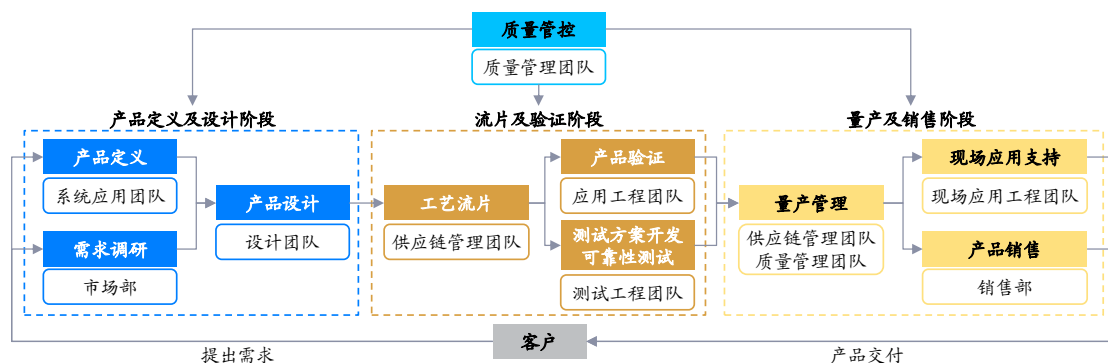 质量管控
质量管理团队
产品定义及设计阶段
流片及验证阶段
量产及销售阶段
产品定义
系统应用团队
需求调研
市场部
产品设计
设计团队
工艺流片
供应链管理团队
产品验证
应用工程团队
测试方案开发
可靠性测试
测试工程团队
量产管理
供应链管理团队
质量管理团队
现场应用支持
现场应用工程团队
产品销售
销售部
客户
提出需求
产品交付